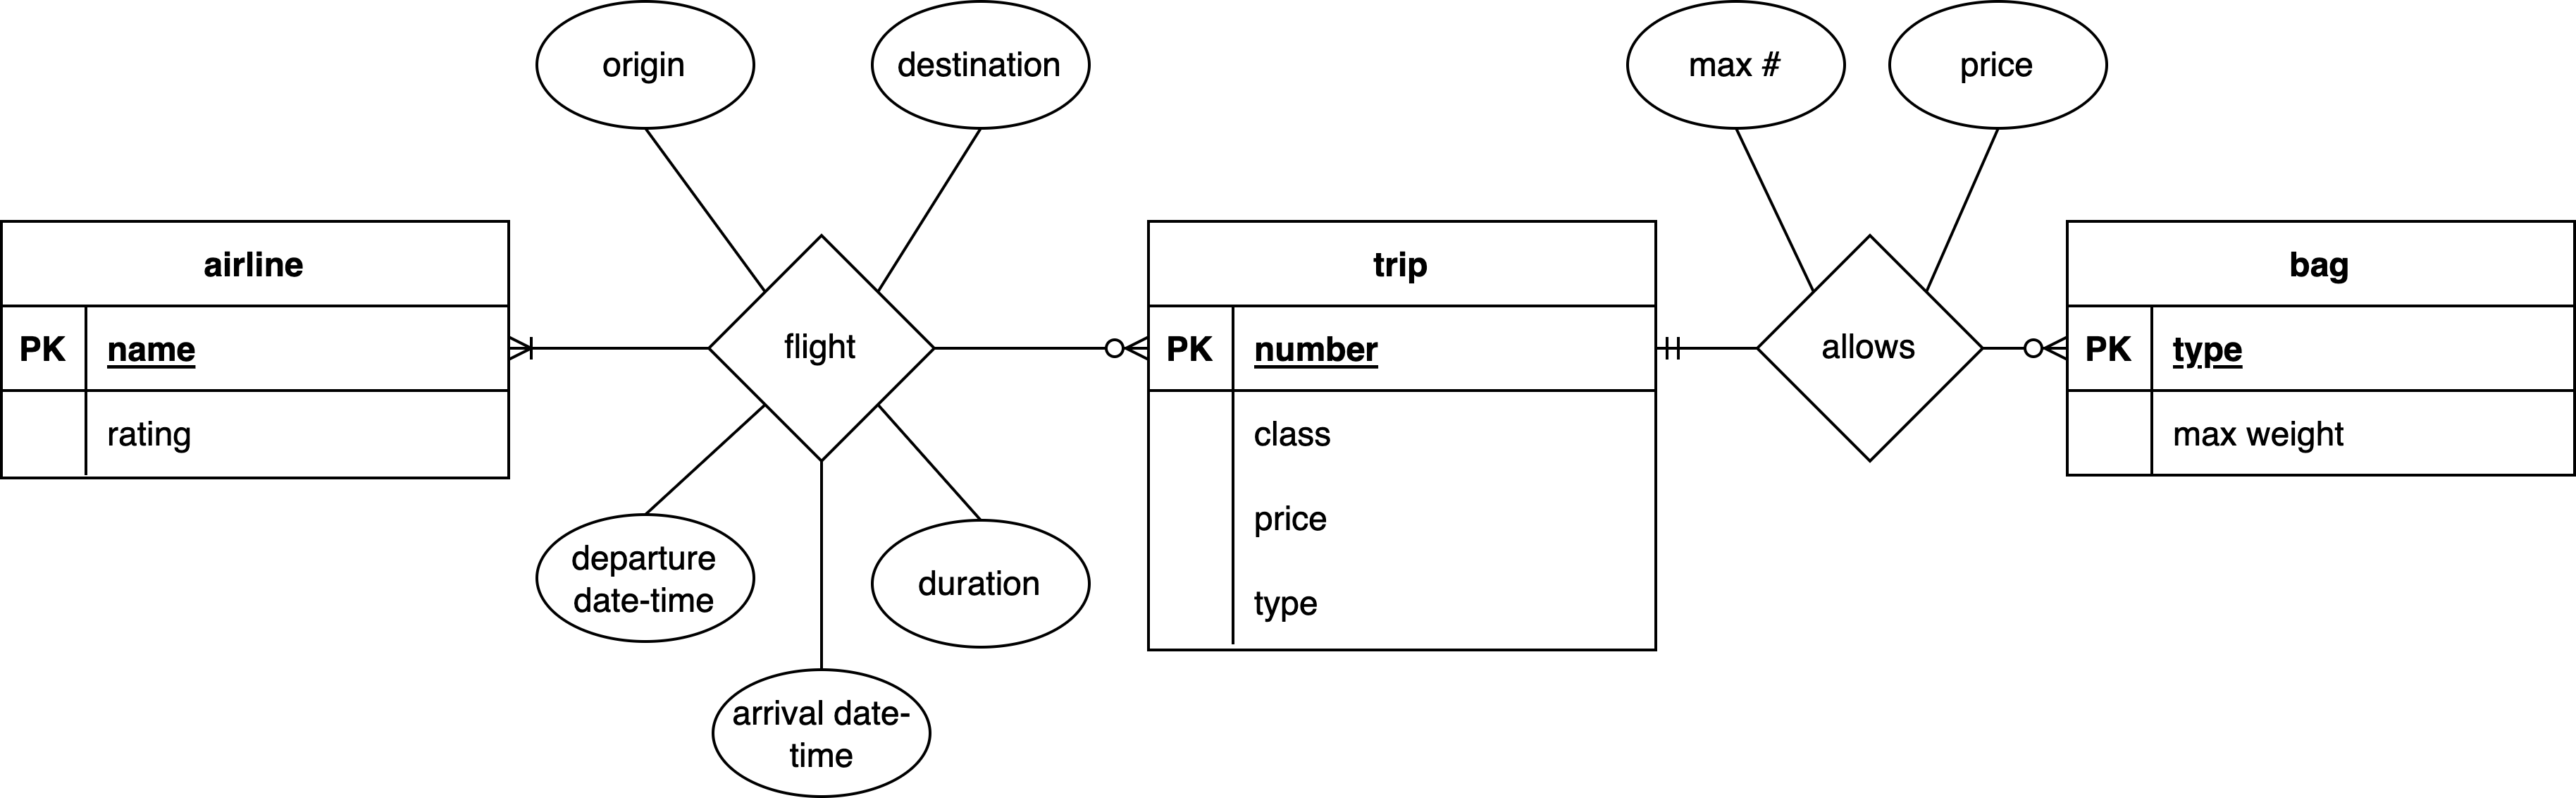 origin
destination
max #
price
airline
PK name
rating
flight
trip
PK number
class
price
type
allows
bag
PK type
max weight
departure
date-time
duration
arrival date-
time